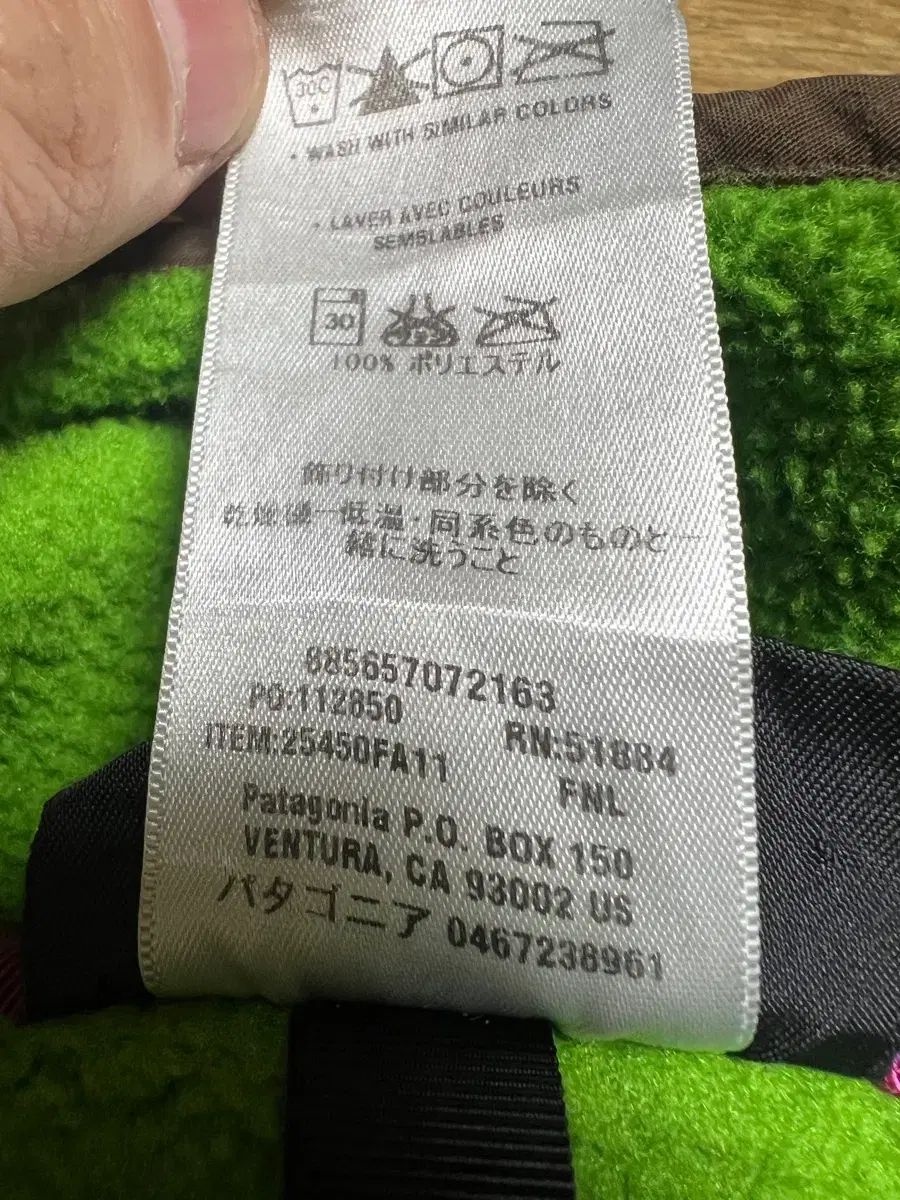 30C
• WASH WITH SIMILAR COLORS
• LAVER AVEC COULEURS
SEMBLABLES
30
100% ポリエステル
飾り付け部分を除く
乾燥機一低温・同系色のものと一
緒に洗うこと
885657072163
PO:112850
RN:51884
ITEM:25450FA11
FNL
Patagonia P.O. BOX 150
VENTURA, CA 93002 US
パタゴニア 0467238961